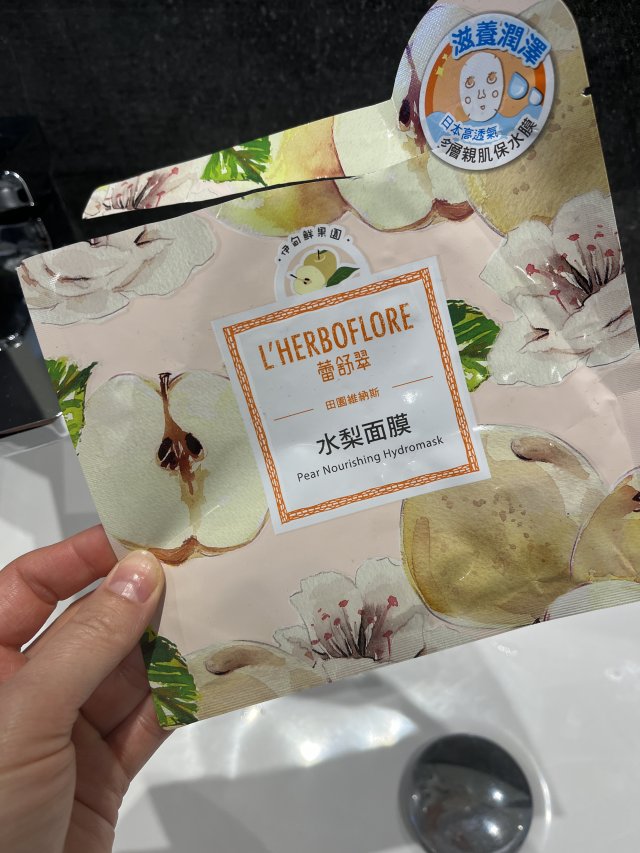 滋養潤澤
日本高透氣
多層親肌保水膜
·伊甸鮮果園·
L'HERBOFLORE
蕾舒翠
田園維納斯
水梨面膜
Pear Nourishing Hydromask